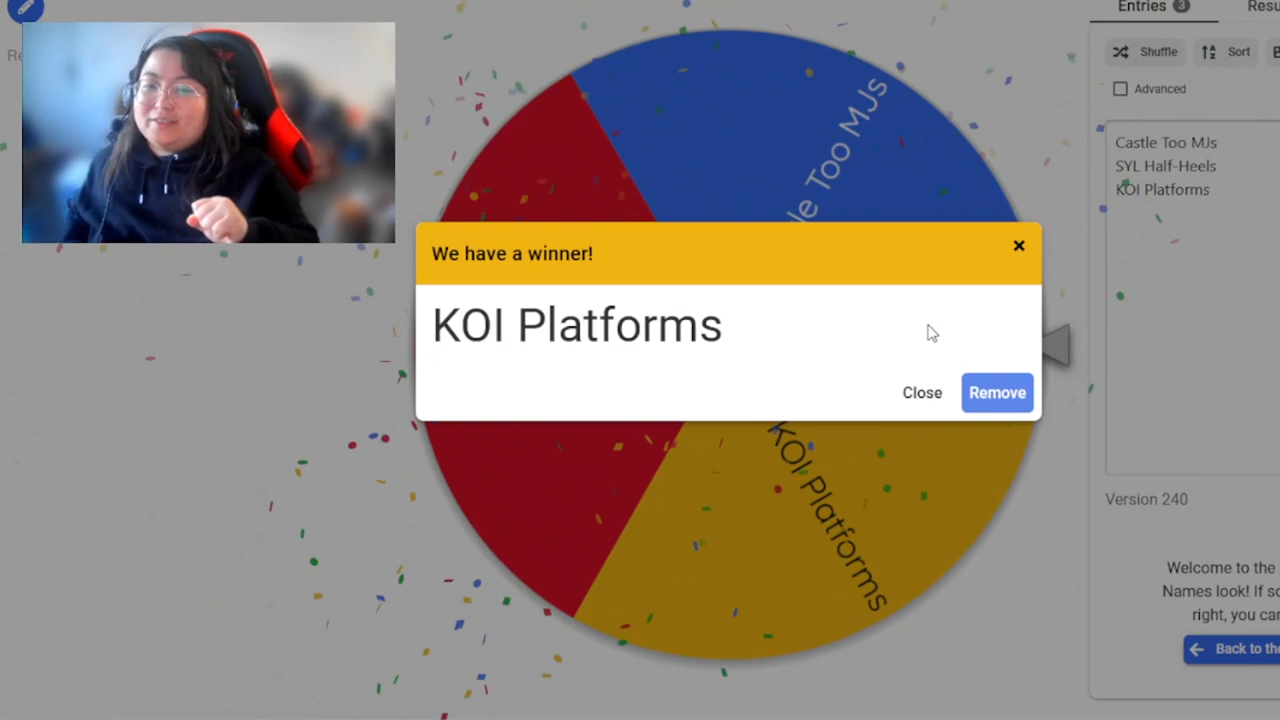 Re
Entries 3
Resu
Shuffle
Sort
Advanced
Castle Too MJs
SYL Half-Heels
KOI Platforms
le Too MJs
We have a winner!
KOI Platforms
Close
Remove
KOI Platforms
Version 240
Welcome to the
Names look! If so
right, you can
Back to the